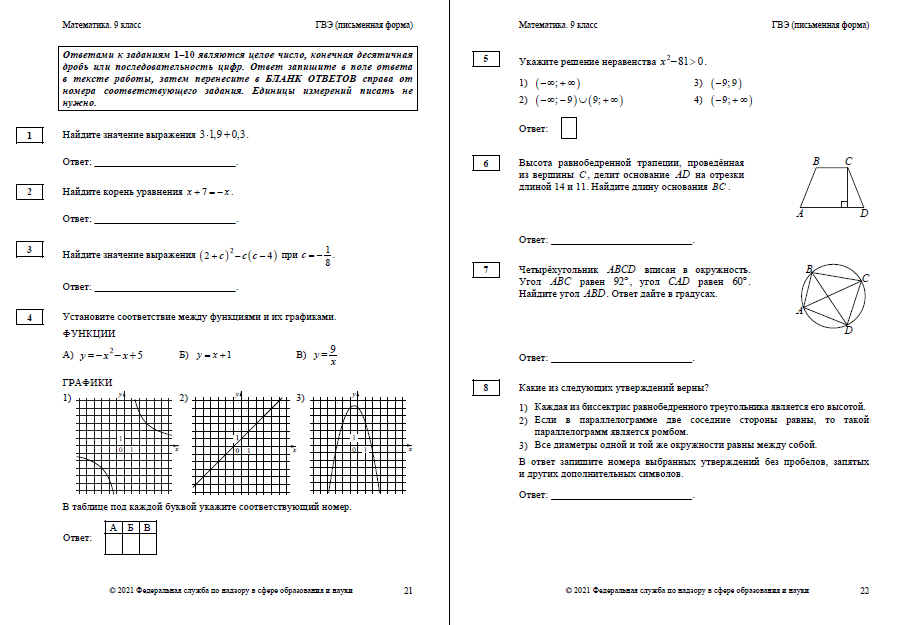 Математика. 9 класс ГВЭ (письменная форма)
Ответами к заданиям 1–10 являются целое число, конечная десятичная
дробь или последовательность цифр. Ответ запишите в поле ответа
в тексте работы, затем перенесите в БЛАНК ОТВЕТОВ справа от
номера соответствующего задания. Единицы измерений писать не
нужно.
1 Найдите значение выражения 3·1,9+0,3.
Ответ: ___________________________.
2 Найдите корень уравнения x+7=−x.
Ответ: ___________________________.
3 Найдите значение выражения (2+c)²−c(c−4) при c=−1/8.
Ответ: ___________________________.
4 Установите соответствие между функциями и их графиками.
ФУНКЦИИ
А) y=−x²−x+5 Б) y=x+1 В) y=9/x
ГРАФИКИ
1) 2) 3)
y x 1 0 1
y x 1 0 1
y x 1 0 1
В таблице под каждой буквой укажите соответствующий номер.
Ответ: А Б В
© 2021 Федеральная служба по надзору в сфере образования и науки 21
Математика. 9 класс ГВЭ (письменная форма)
5 Укажите решение неравенства x²−81>0.
1) (−∞;+∞) 3) (−9;9)
2) (−∞;−9)∪(9;+∞) 4) (−9;+∞)
Ответ:
6 Высота равнобедренной трапеции, проведённая
из вершины C, делит основание AD на отрезки
длиной 14 и 11. Найдите длину основания BC.
B C
A D
Ответ: ___________________________.
7 Четырёхугольник ABCD вписан в окружность.
Угол ABC равен 92°, угол CAD равен 60°.
Найдите угол ABD. Ответ дайте в градусах.
B
C
A
D
Ответ: ___________________________.
8 Какие из следующих утверждений верны?
1) Каждая из биссектрис равнобедренного треугольника является его высотой.
2) Если в параллелограмме две соседние стороны равны, то такой
параллелограмм является ромбом.
3) Все диаметры одной и той же окружности равны между собой.
В ответ запишите номера выбранных утверждений без пробелов, запятых
и других дополнительных символов.
Ответ: ___________________________.
© 2021 Федеральная служба по надзору в сфере образования и науки 22